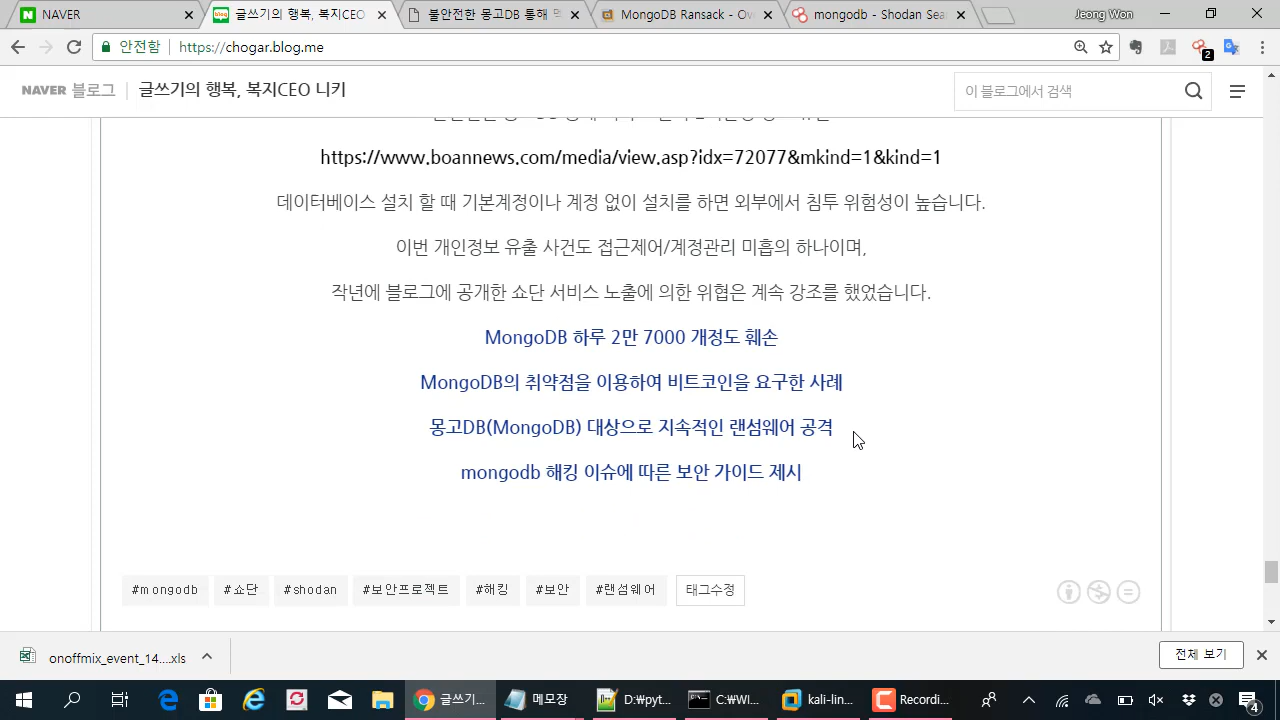 NAVER
글쓰기의 행복, 복지CEO
불안전한 몽고DB 통해 막
MongoDB Ransack: Ove
mongodb - Shodan Sea
Jeong Won
안전함
https://chogar.blog.me
2
NAVER 블로그
글쓰기의 행복, 복지CEO 니키
이 블로그에서 검색
https://www.boannews.com/media/view.asp?idx=72077&mkind=1&kind=1
데이터베이스 설치 할 때 기본계정이나 계정 없이 설치를 하면 외부에서 침투 위험성이 높습니다.
이번 개인정보 유출 사건도 접근제어/계정관리 미흡의 하나이며,
작년에 블로그에 공개한 쇼단 서비스 노출에 의한 위협은 계속 강조를 했었습니다.
MongoDB 하루 2만 7000 개정도 훼손
MongoDB의 취약점을 이용하여 비트코인을 요구한 사례
몽고DB(MongoDB) 대상으로 지속적인 랜섬웨어 공격
mongodb 해킹 이슈에 따른 보안 가이드 제시
#mongodb #쇼단 #shodan #보안프로젝트 #해킹 #보안 #랜섬웨어 태그수정
onoffmix_event_14....xls
전체 보기
글쓰기...
메모장
D:₩pyt...
C:₩WI...
kali-lin...
Recordi...
4